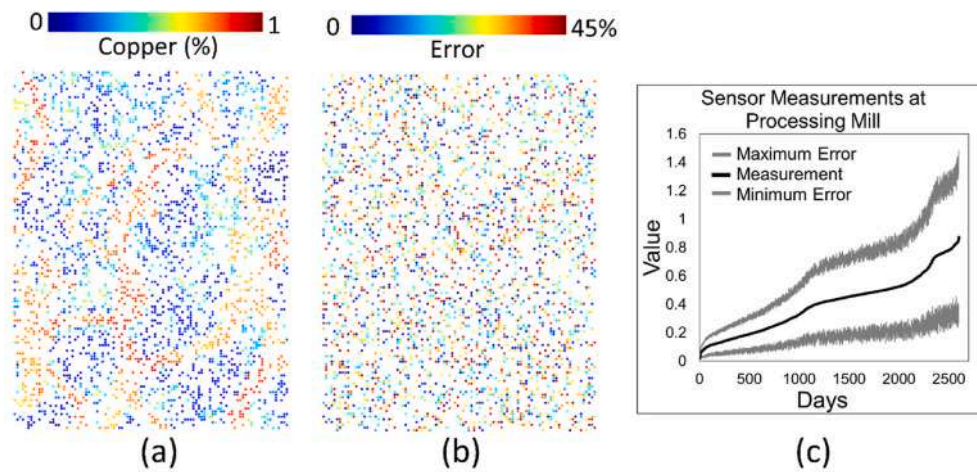 0 1
Copper (%)
0 45%
Error
Sensor Measurements at
Processing Mill
1.6
1.4
1.2
1
0.8
0.6
0.4
0.2
0
Value
Maximum Error
Measurement
Minimum Error
0 500 1000 1500 2000 2500
Days
(a) (b) (c)